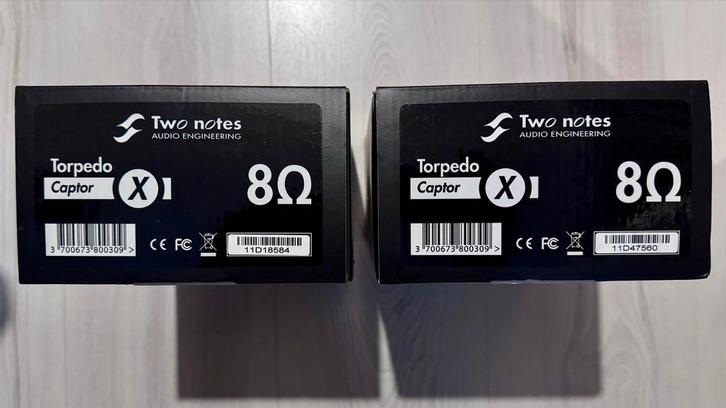 Two notes
AUDIO ENGINEERING
Torpedo
Captor X
8Ω
3 700673 800309 >
CE FC
11D18584
Two notes
AUDIO ENGINEERING
Torpedo
Captor X
8Ω
3 700673 800309 >
CE FC
11D47560